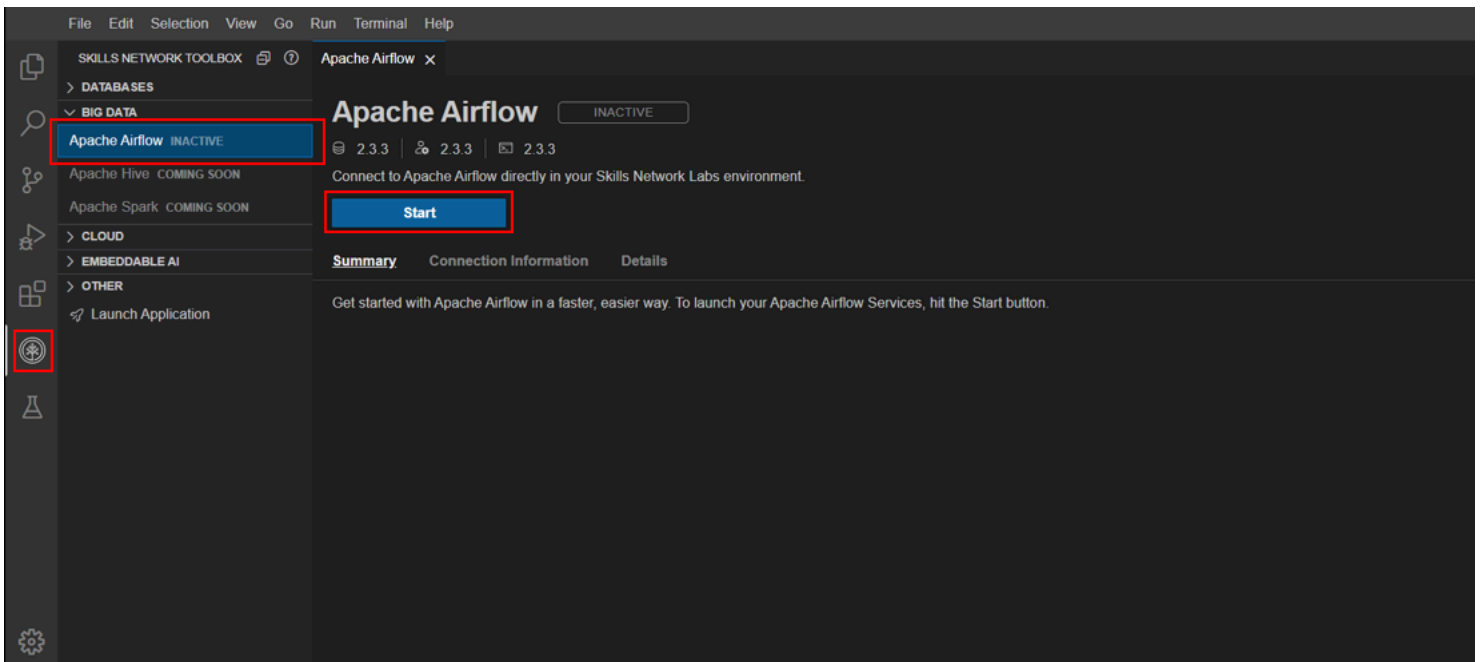 File Edit Selection View Go Run Terminal Help
SKILLS NETWORK TOOLBOX
Apache Airflow
DATABASES
BIG DATA
Apache Airflow INACTIVE
Apache Hive COMING SOON
Apache Spark COMING SOON
CLOUD
EMBEDDABLE AI
OTHER
Launch Application
Apache Airflow INACTIVE
2.3.3 2.3.3 2.3.3
Connect to Apache Airflow directly in your Skills Network Labs environment.
Start
Summary Connection Information Details
Get started with Apache Airflow in a faster, easier way. To launch your Apache Airflow Services, hit the Start button.